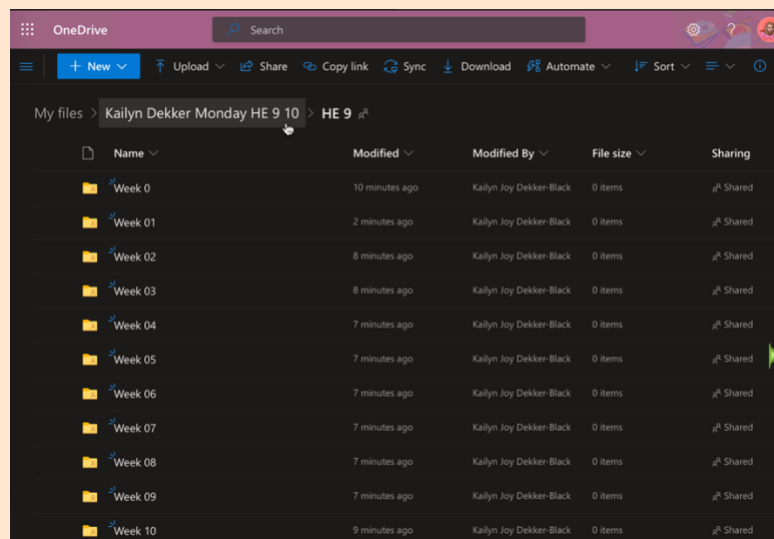 OneDrive Search ?
+ New Upload Share Copy link Sync Download Automate Sort
My files > Kailyn Dekker Monday HE 9 10 > HE 9
Name Modified Modified By File size Sharing
Week 0 10 minutes ago Kailyn Joy Dekker-Black 0 items Shared
Week 01 2 minutes ago Kailyn Joy Dekker-Black 0 items Shared
Week 02 8 minutes ago Kailyn Joy Dekker-Black 0 items Shared
Week 03 8 minutes ago Kailyn Joy Dekker-Black 0 items Shared
Week 04 7 minutes ago Kailyn Joy Dekker-Black 0 items Shared
Week 05 7 minutes ago Kailyn Joy Dekker-Black 0 items Shared
Week 06 7 minutes ago Kailyn Joy Dekker-Black 0 items Shared
Week 07 7 minutes ago Kailyn Joy Dekker-Black 0 items Shared
Week 08 7 minutes ago Kailyn Joy Dekker-Black 0 items Shared
Week 09 7 minutes ago Kailyn Joy Dekker-Black 0 items Shared
Week 10 9 minutes ago Kailyn Joy Dekker-Black 0 items Shared